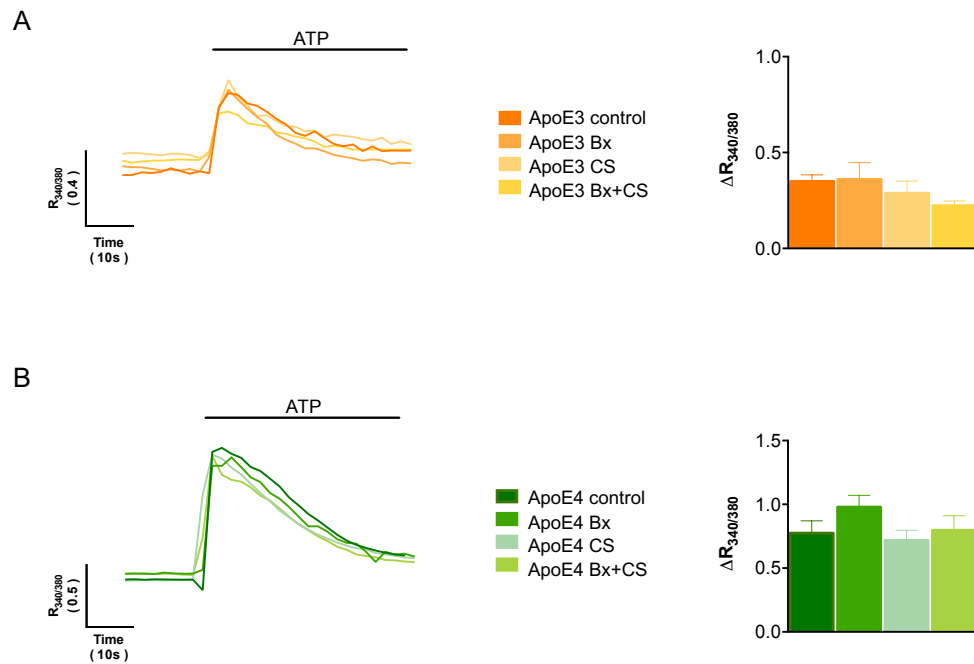 A
ATP
R340/380
( 0.4 )
Time
( 10s )
ApoE3 control
ApoE3 Bx
ApoE3 CS
ApoE3 Bx+CS
ΔR340/380
1.0
0.5
0.0
B
ATP
R340/380
( 0.5 )
Time
( 10s )
ApoE4 control
ApoE4 Bx
ApoE4 CS
ApoE4 Bx+CS
ΔR340/380
1.5
1.0
0.5
0.0